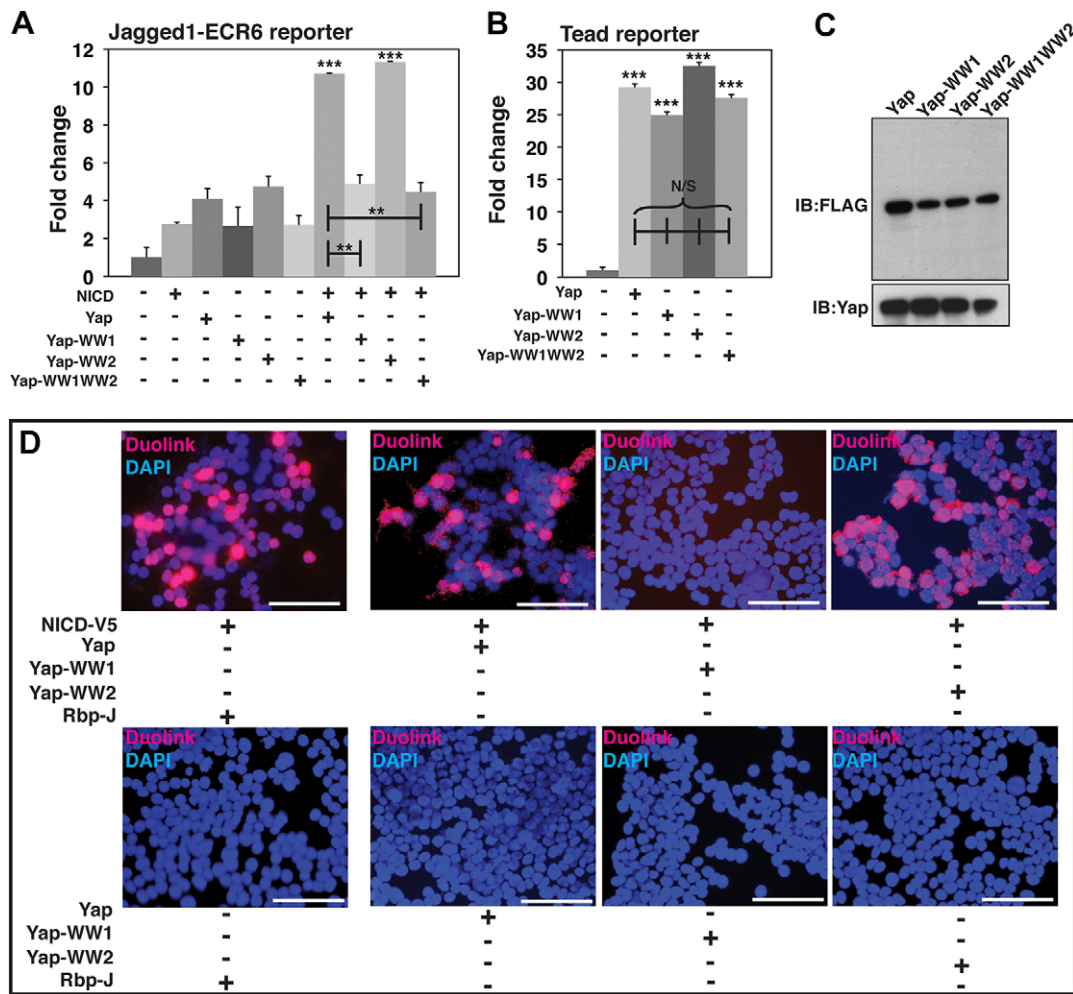 A
Jagged1-ECR6 reporter
Fold change
12
10
8
6
4
2
0
***
***
**
**
NICD - + - - - - + + + +
Yap - - + - - - + - - -
Yap-WW1 - - - + - - - + - -
Yap-WW2 - - - - + - - - + -
Yap-WW1WW2 - - - - - + - - - +
B
Tead reporter
Fold change
35
30
25
20
15
10
5
0
***
***
***
***
N/S
Yap - + - - -
Yap-WW1 - - + - -
Yap-WW2 - - - + -
Yap-WW1WW2 - - - - +
C
Yap
Yap-WW1
Yap-WW2
Yap-WW1WW2
IB:FLAG
IB:Yap
D
Duolink
DAPI
Duolink
DAPI
Duolink
DAPI
Duolink
DAPI
NICD-V5 + + + +
Yap - + - -
Yap-WW1 - - + -
Yap-WW2 - - - +
Rbp-J + - - -
Duolink
DAPI
Duolink
DAPI
Duolink
DAPI
Duolink
DAPI
Yap - + - -
Yap-WW1 - - + -
Yap-WW2 - - - +
Rbp-J + - - -